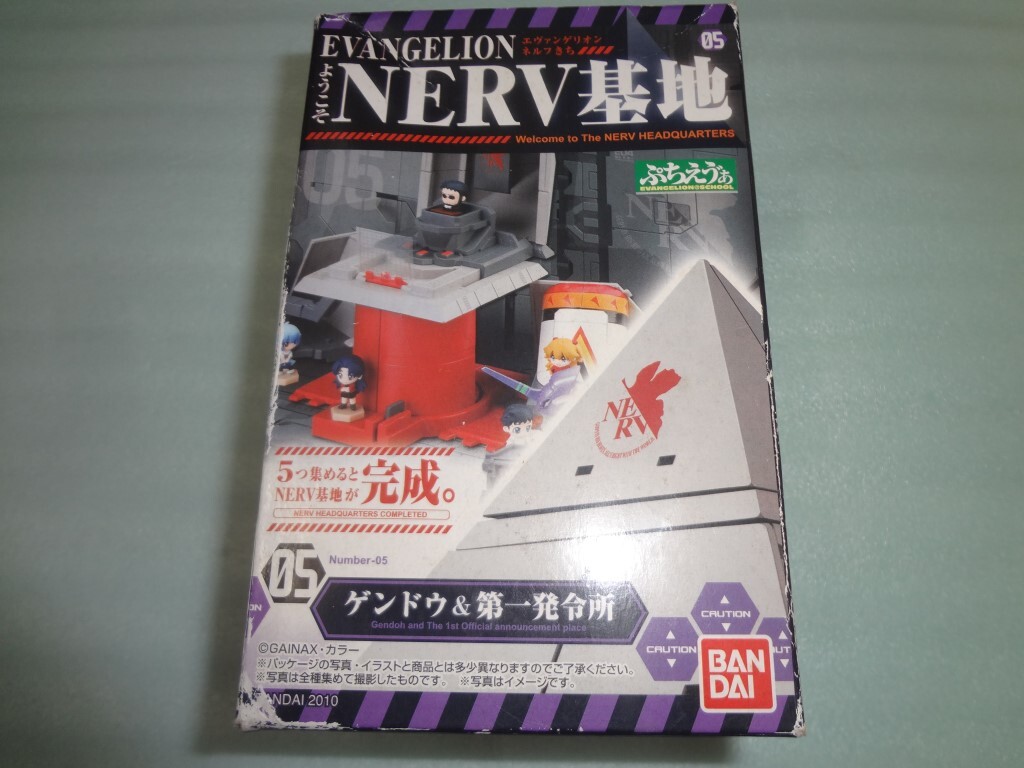 EVANGELION
エヴァンゲリオン
ネルフきち
05
ようこそ
NERV基地
Welcome to The NERV HEADQUARTERS
ぷちえゔぁ
EVANGELION@SCHOOL
05
NERV
NERV
5つ集めると
NERV基地が完成。
NERV HEADQUARTERS COMPLETED
05
Number-05
ゲンドウ&第一発令所
Gendoh and The 1st Official announcement place
CAUTION
CAUTION
©GAINAX・カラー
※パッケージの写真・イラストと商品とは多少異なりますのでご了承ください。
※写真は全種集めて撮影したものです。 ※写真はイメージです。
BAN
DAI
ANDAI 2010